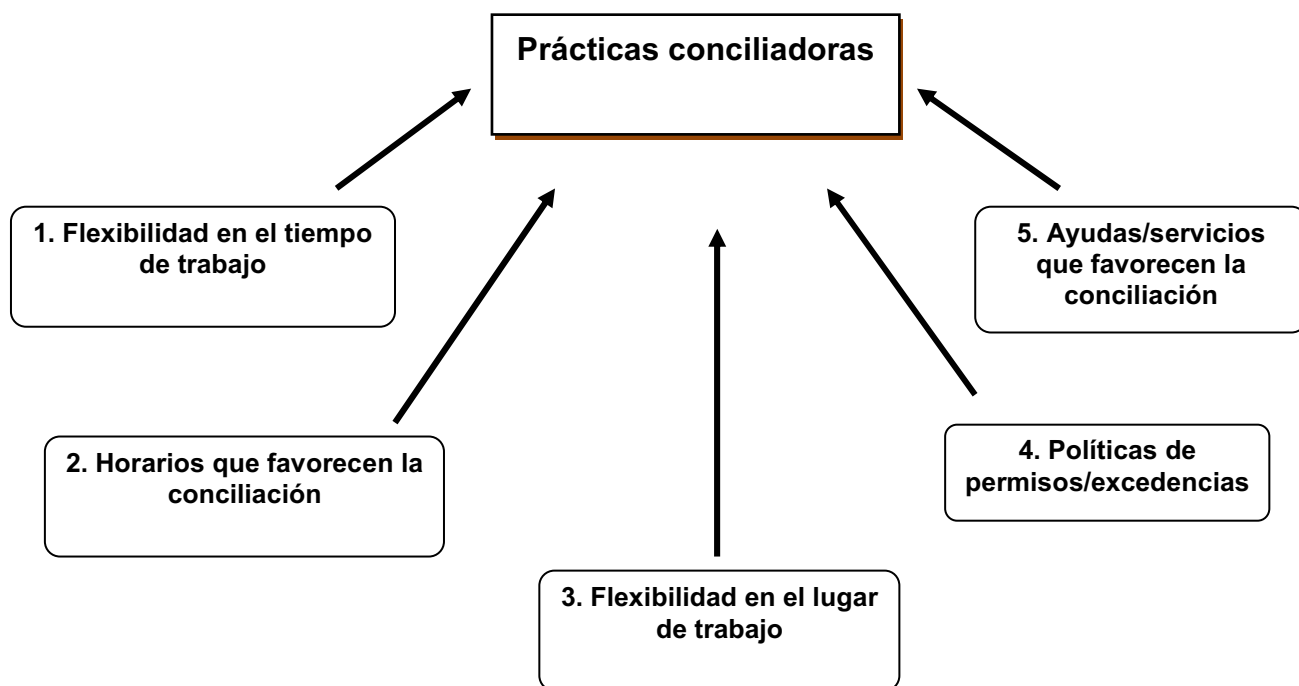 Prácticas conciliadoras
1. Flexibilidad en el tiempo
de trabajo
2. Horarios que favorecen la
conciliación
3. Flexibilidad en el lugar
de trabajo
4. Políticas de
permisos/excedencias
5. Ayudas/servicios
que favorecen la
conciliación